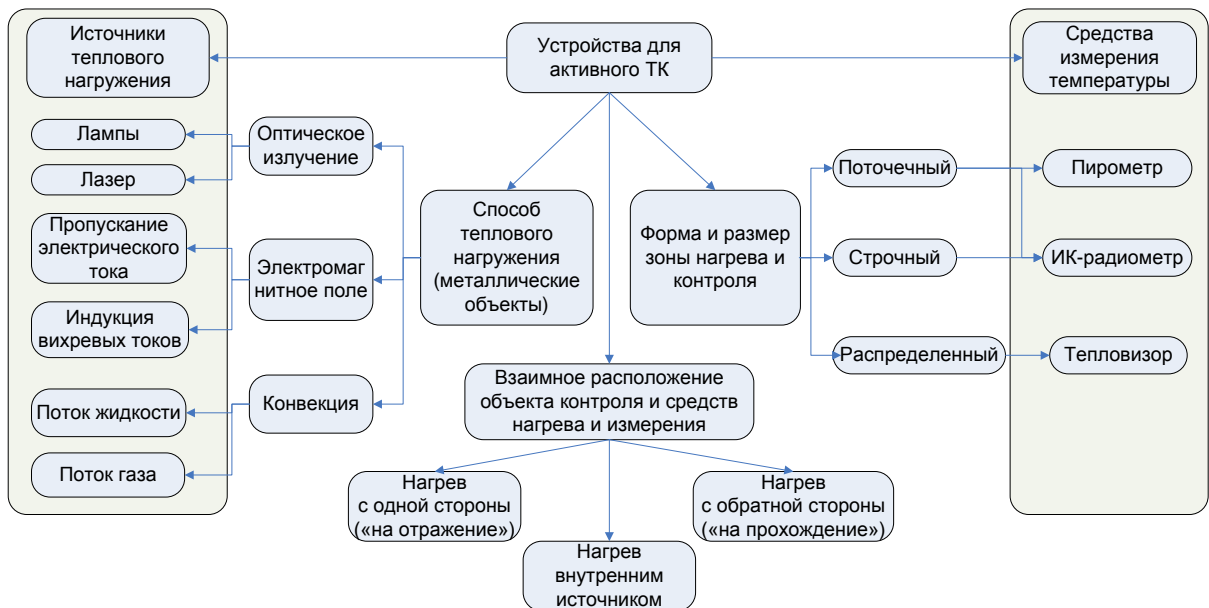 Источники
теплового
нагружения
Устройства для
активного ТК
Средства
измерения
температуры
Лампы
Лазер
Пропускание
электрического
тока
Индукция
вихревых токов
Поток жидкости
Поток газа
Оптическое
излучение
Электромаг
нитное поле
Конвекция
Способ
теплового
нагружения
(металлические
объекты)
Форма и размер
зоны нагрева и
контроля
Поточечный
Строчный
Распределенный
Пирометр
ИК-радиометр
Тепловизор
Взаимное расположение
объекта контроля и средств
нагрева и измерения
Нагрев
с одной стороны
(«на отражение»)
Нагрев
внутренним
источником
Нагрев
с обратной стороны
(«на прохождение»)